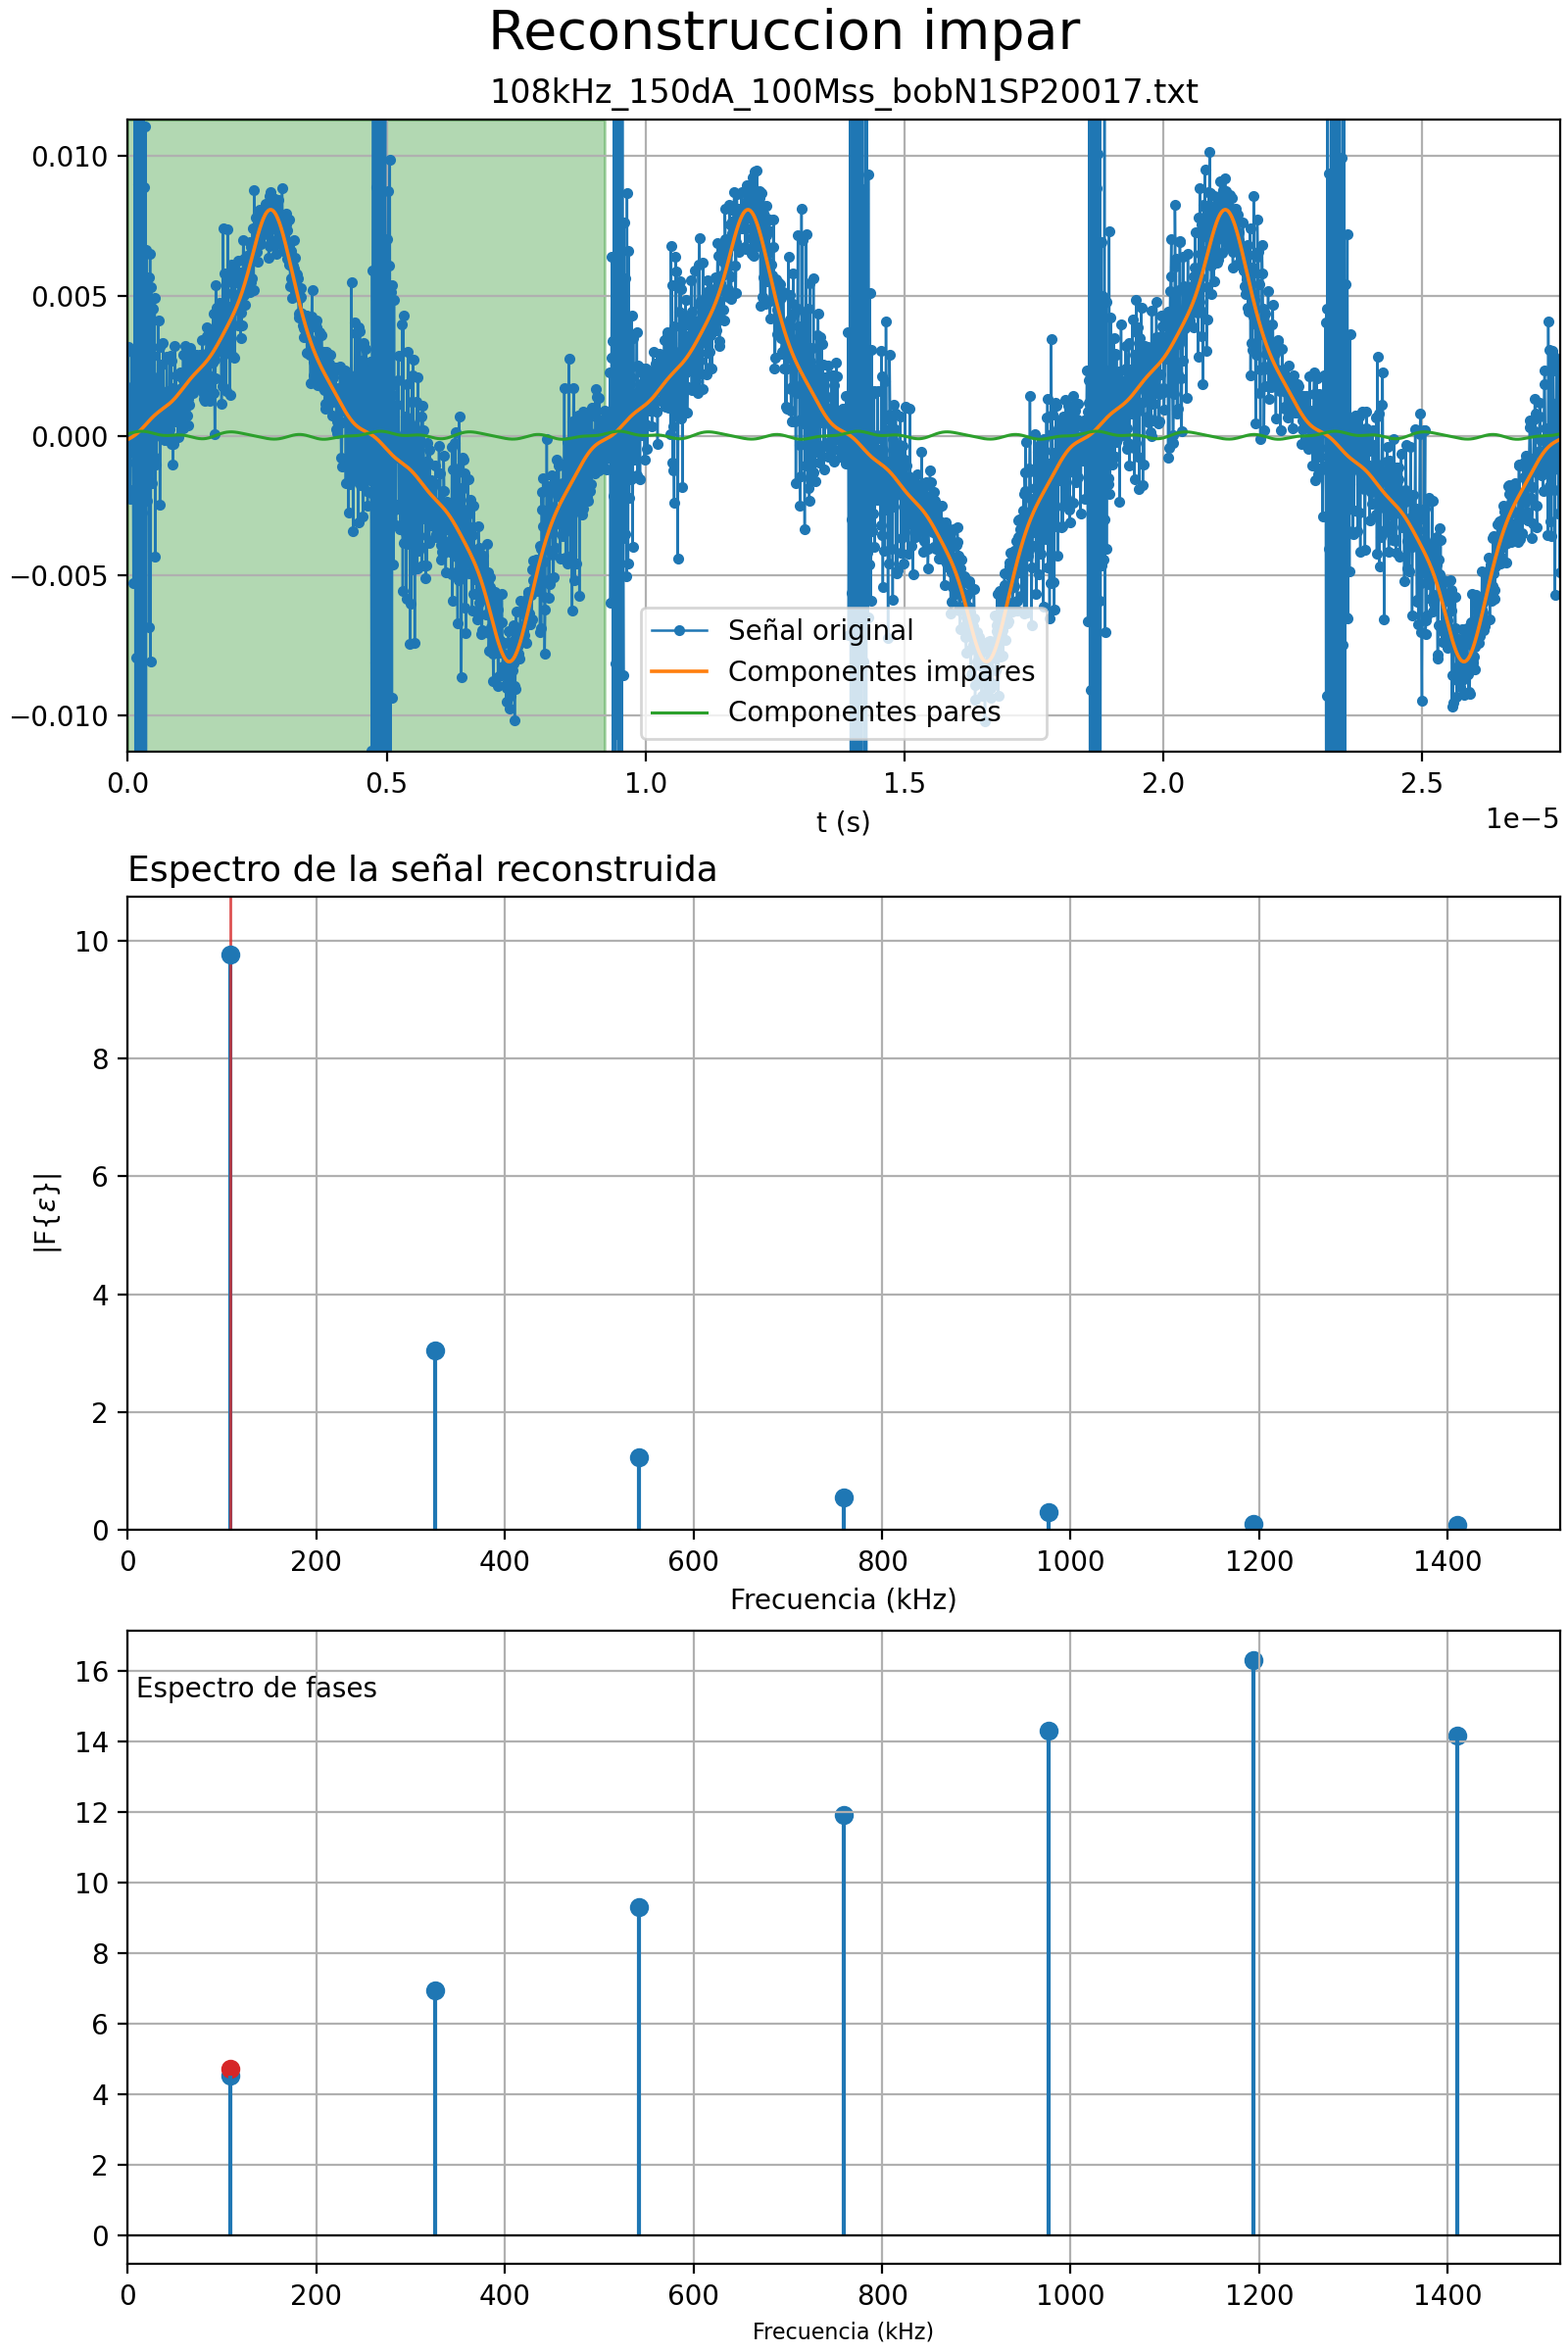 Reconstruccion impar
108kHz_150dA_100Mss_bobN1SP20017.txt
0.010
0.005
0.000
−0.005
−0.010
Señal original
Componentes impares
Componentes pares
0.0 0.5 1.0 1.5 2.0 2.5
t (s) 1e−5
Espectro de la señal reconstruida
10
8
6
4
2
0
|F{ε}|
0 200 400 600 800 1000 1200 1400
Frecuencia (kHz)
16
Espectro de fases
14
12
10
8
6
4
2
0
0 200 400 600 800 1000 1200 1400
Frecuencia (kHz)